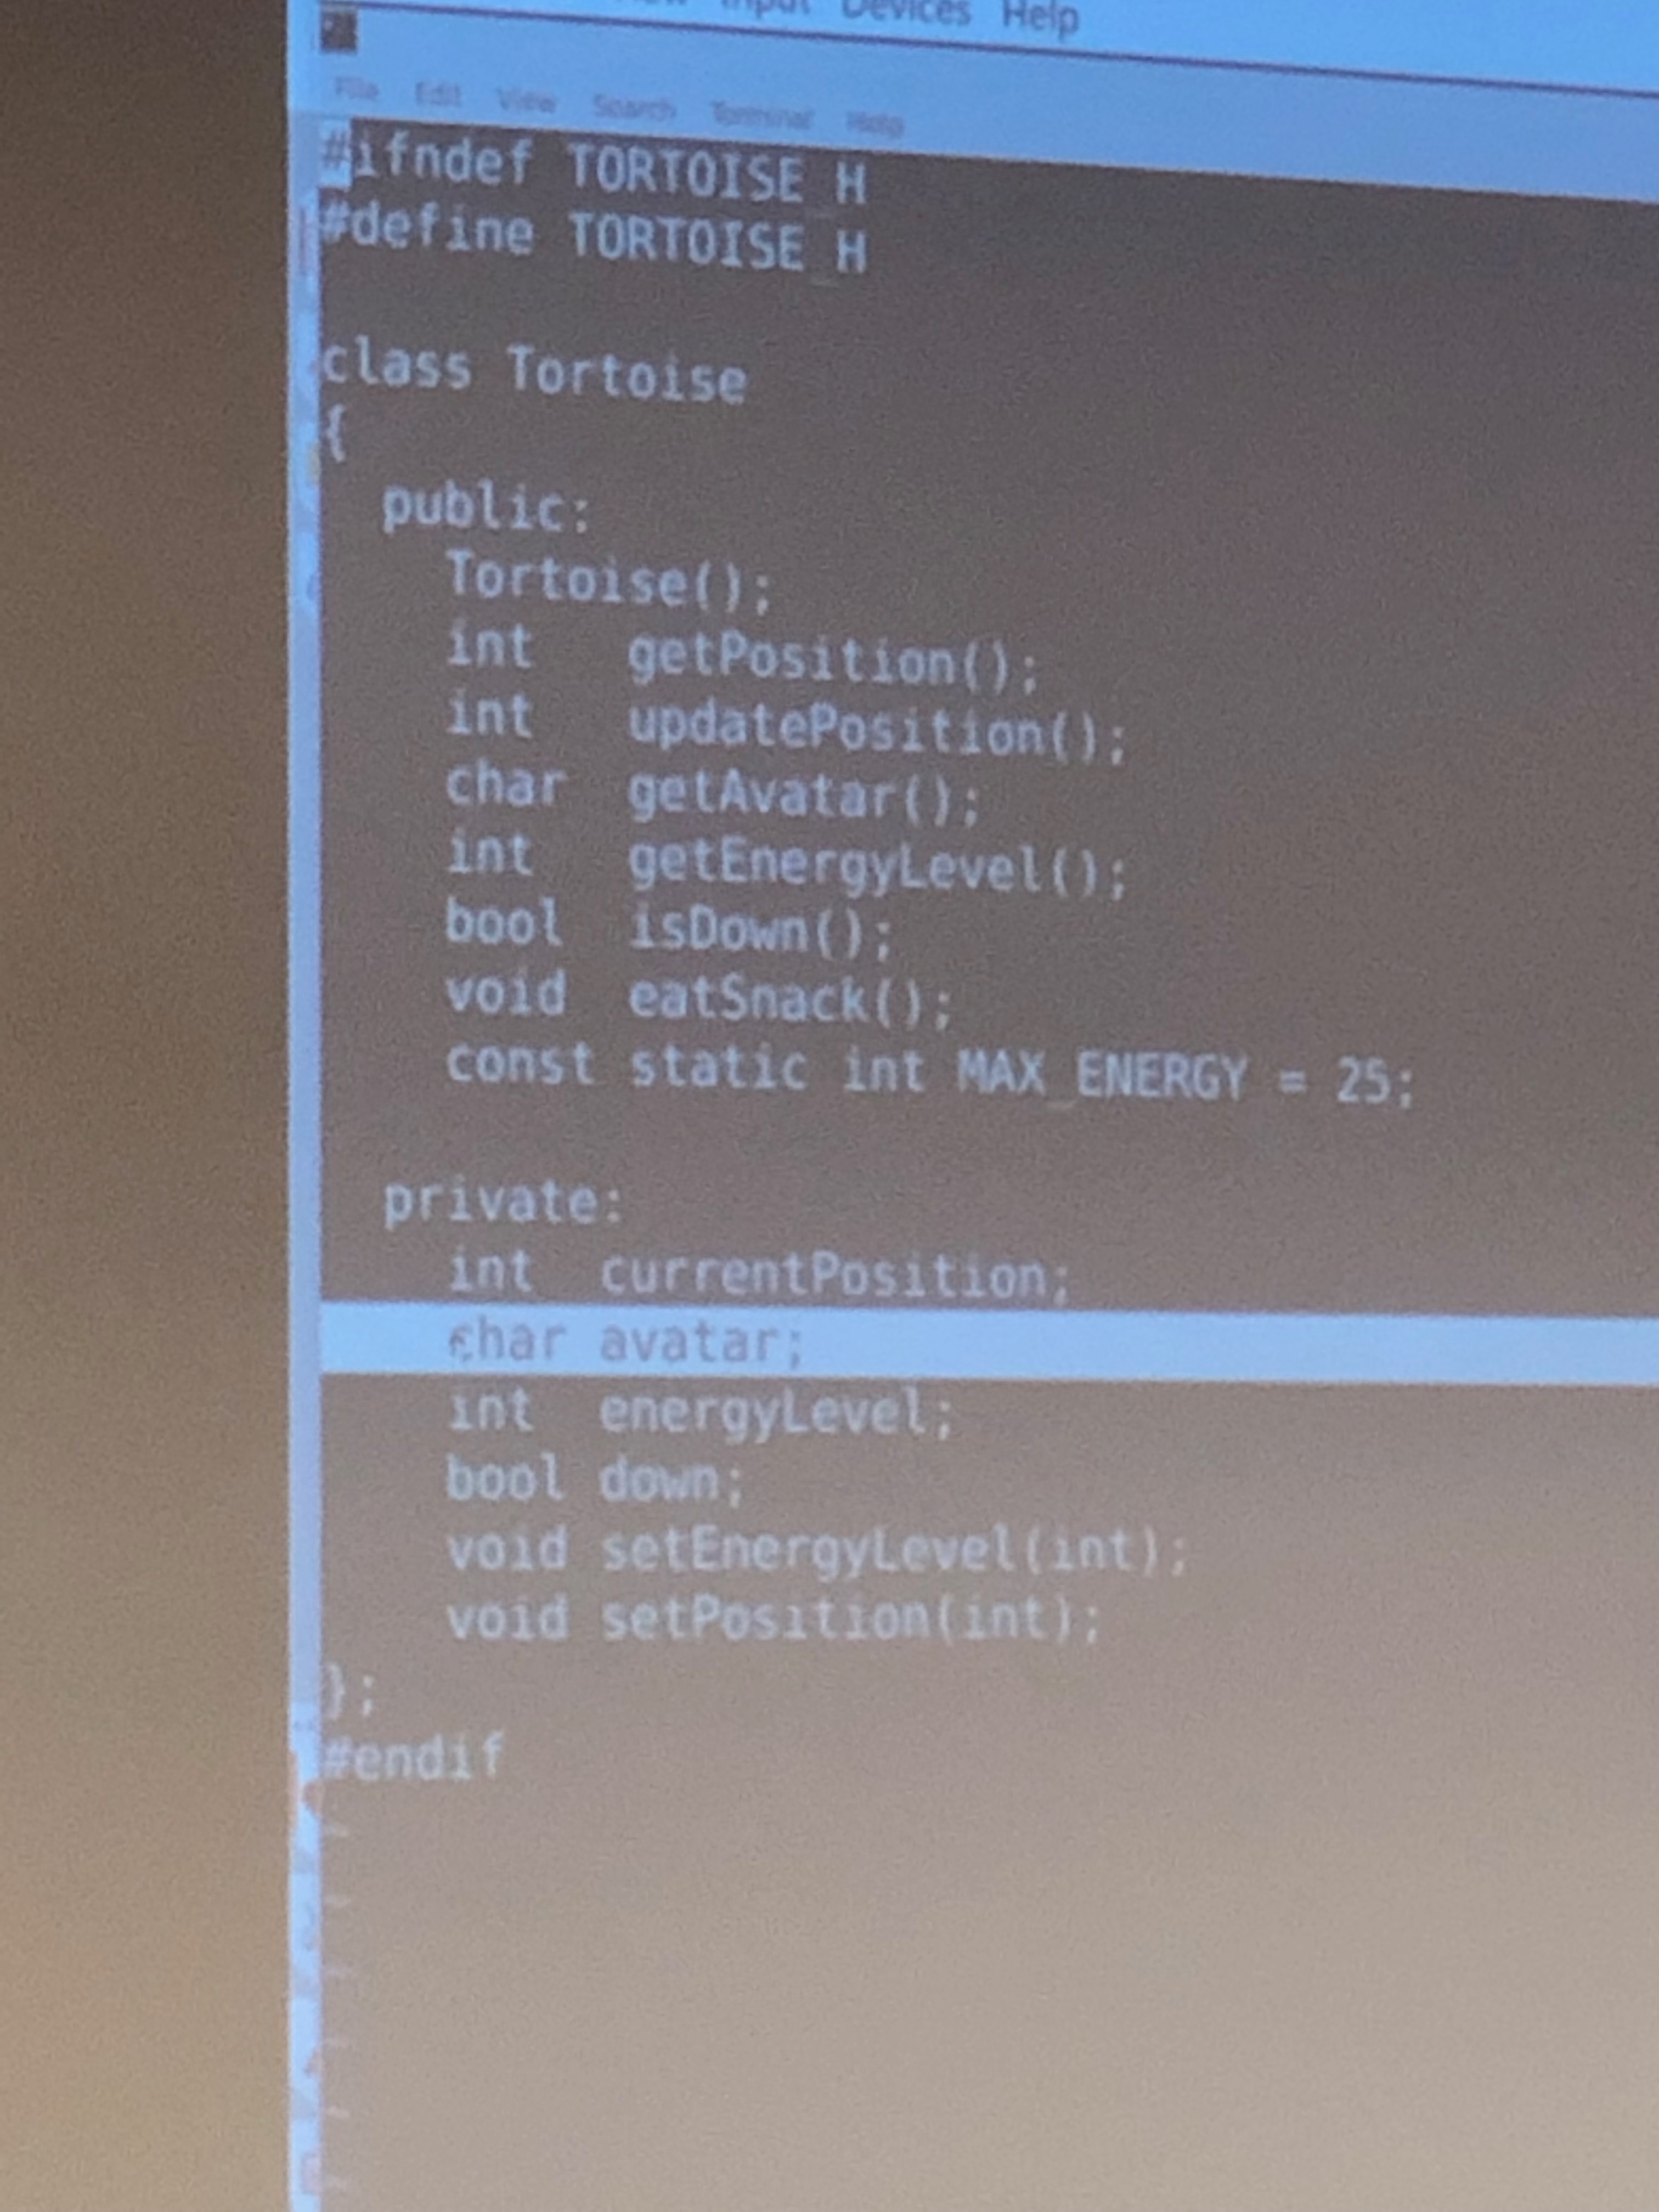 Input Devices Help
File Edit View Search Terminal Help
#ifndef TORTOISE_H
#define TORTOISE_H
class Tortoise
{
public:
Tortoise();
int getPosition();
int updatePosition();
char getAvatar();
int getEnergyLevel();
bool isDown();
void eatSnack();
const static int MAX_ENERGY = 25;
private:
int currentPosition;
char avatar;
int energyLevel;
bool down;
void setEnergyLevel(int);
void setPosition(int);
};
#endif
~
~
~
~
~
~